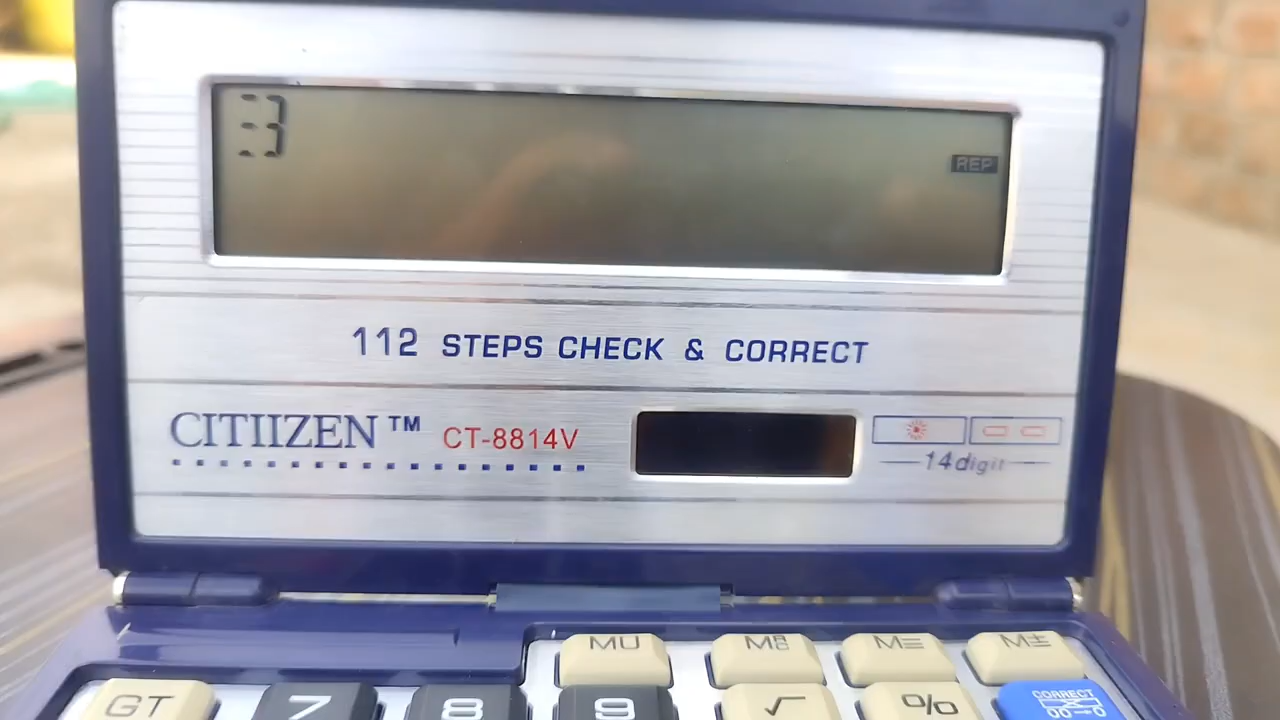 REP
112 STEPS CHECK & CORRECT
CITIIZEN™ CT-8814V
14digit
MU M= M±
GT 7 8 9 √ % CORRECT